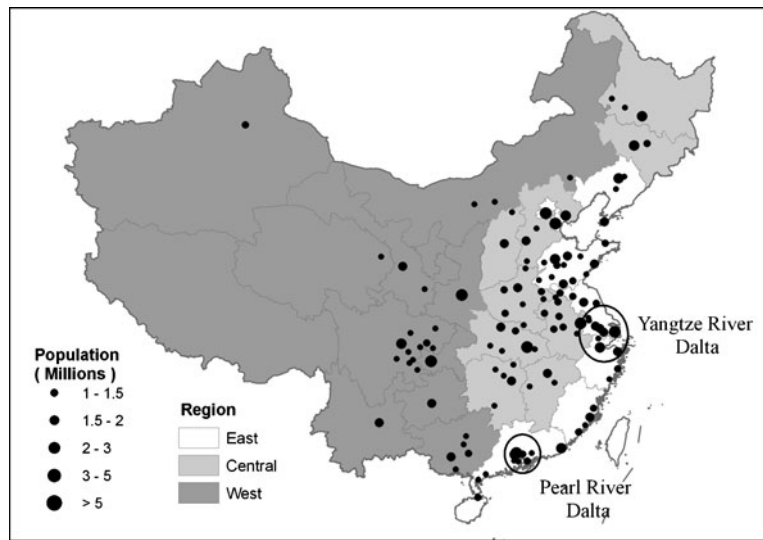 Yangtze River
Dalta
Population
( Millions )
1 - 1.5
1.5 - 2
2 - 3
3 - 5
> 5
Region
East
Central
West
Pearl River
Dalta